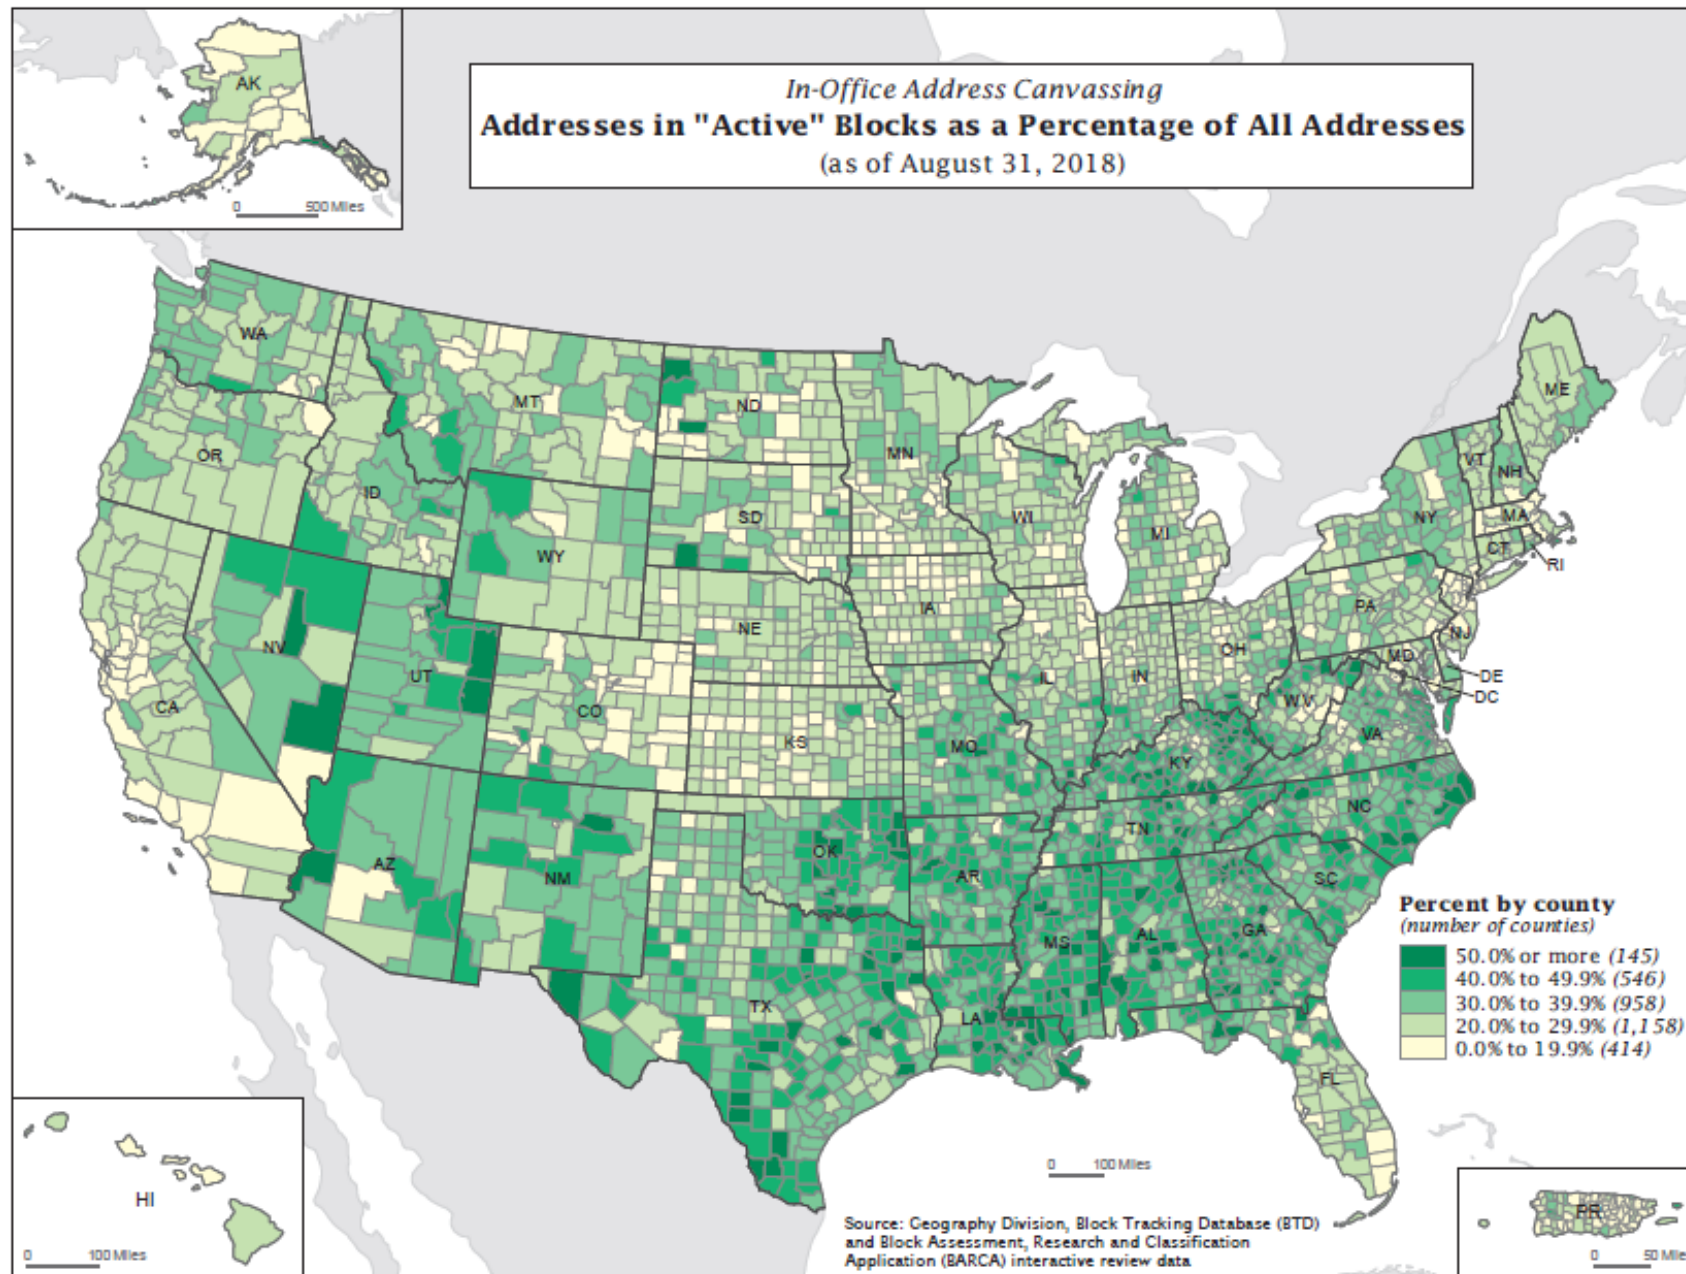 In-Office Address Canvassing
Addresses in "Active" Blocks as a Percentage of All Addresses
(as of August 31, 2018)
AK
0 500 Miles
WA
MT
ND
MN
ME
OR
ID
WY
SD
WI
MI
NY
VT
NH
MA
CT
RI
NV
UT
CO
NE
IA
IL
IN
OH
PA
NJ
MD
DE
DC
CA
KS
MO
KY
WV
VA
AZ
NM
OK
AR
TN
NC
SC
TX
LA
MS
AL
GA
FL
Percent by county
(number of counties)
50.0% or more (145)
40.0% to 49.9% (546)
30.0% to 39.9% (958)
20.0% to 29.9% (1,158)
0.0% to 19.9% (414)
HI
0 100 Miles
0 100 Miles
PR
0 50 Miles
Source: Geography Division, Block Tracking Database (BTD)
and Block Assessment, Research and Classification
Application (BARCA) interactive review data